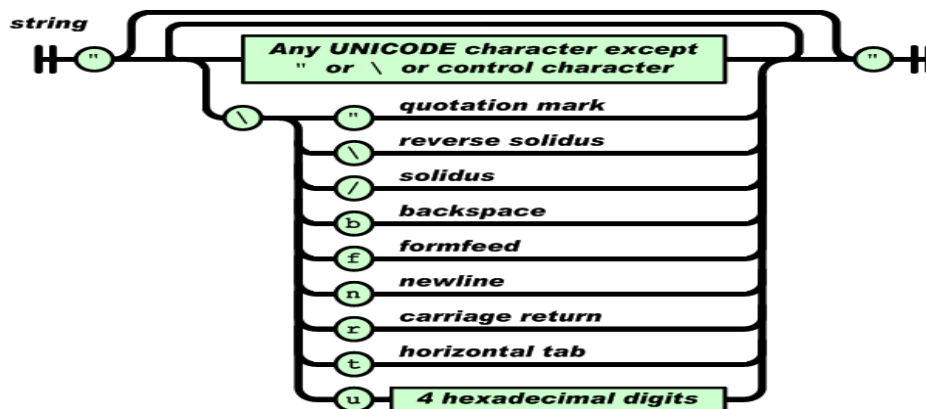 string
" Any UNICODE character except "
" or \ or control character
\ " quotation mark
\ reverse solidus
/ solidus
b backspace
f formfeed
n newline
r carriage return
t horizontal tab
u 4 hexadecimal digits